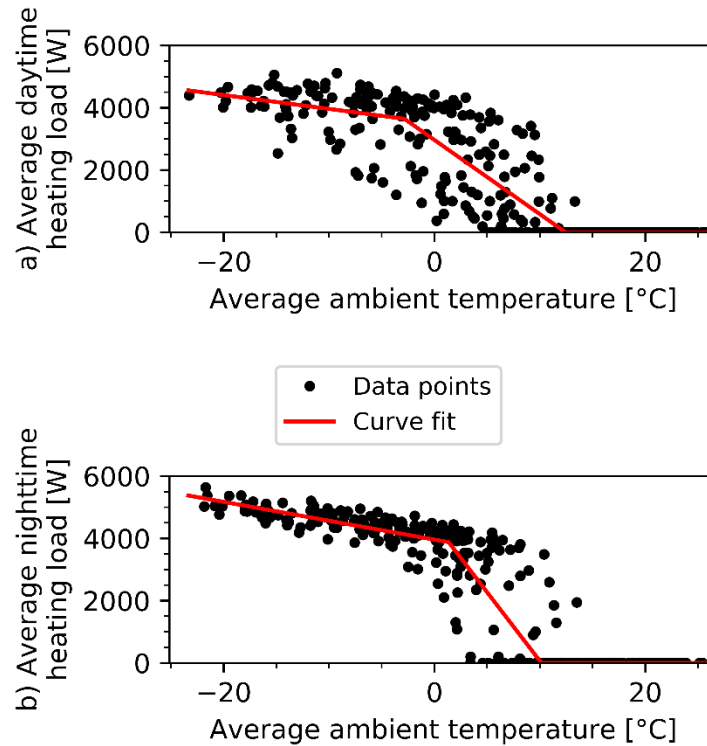 a) Average daytime
heating load [W]
6000
4000
2000
0
−20
0
20
Average ambient temperature [°C]
Data points
Curve fit
b) Average nighttime
heating load [W]
6000
4000
2000
0
−20
0
20
Average ambient temperature [°C]